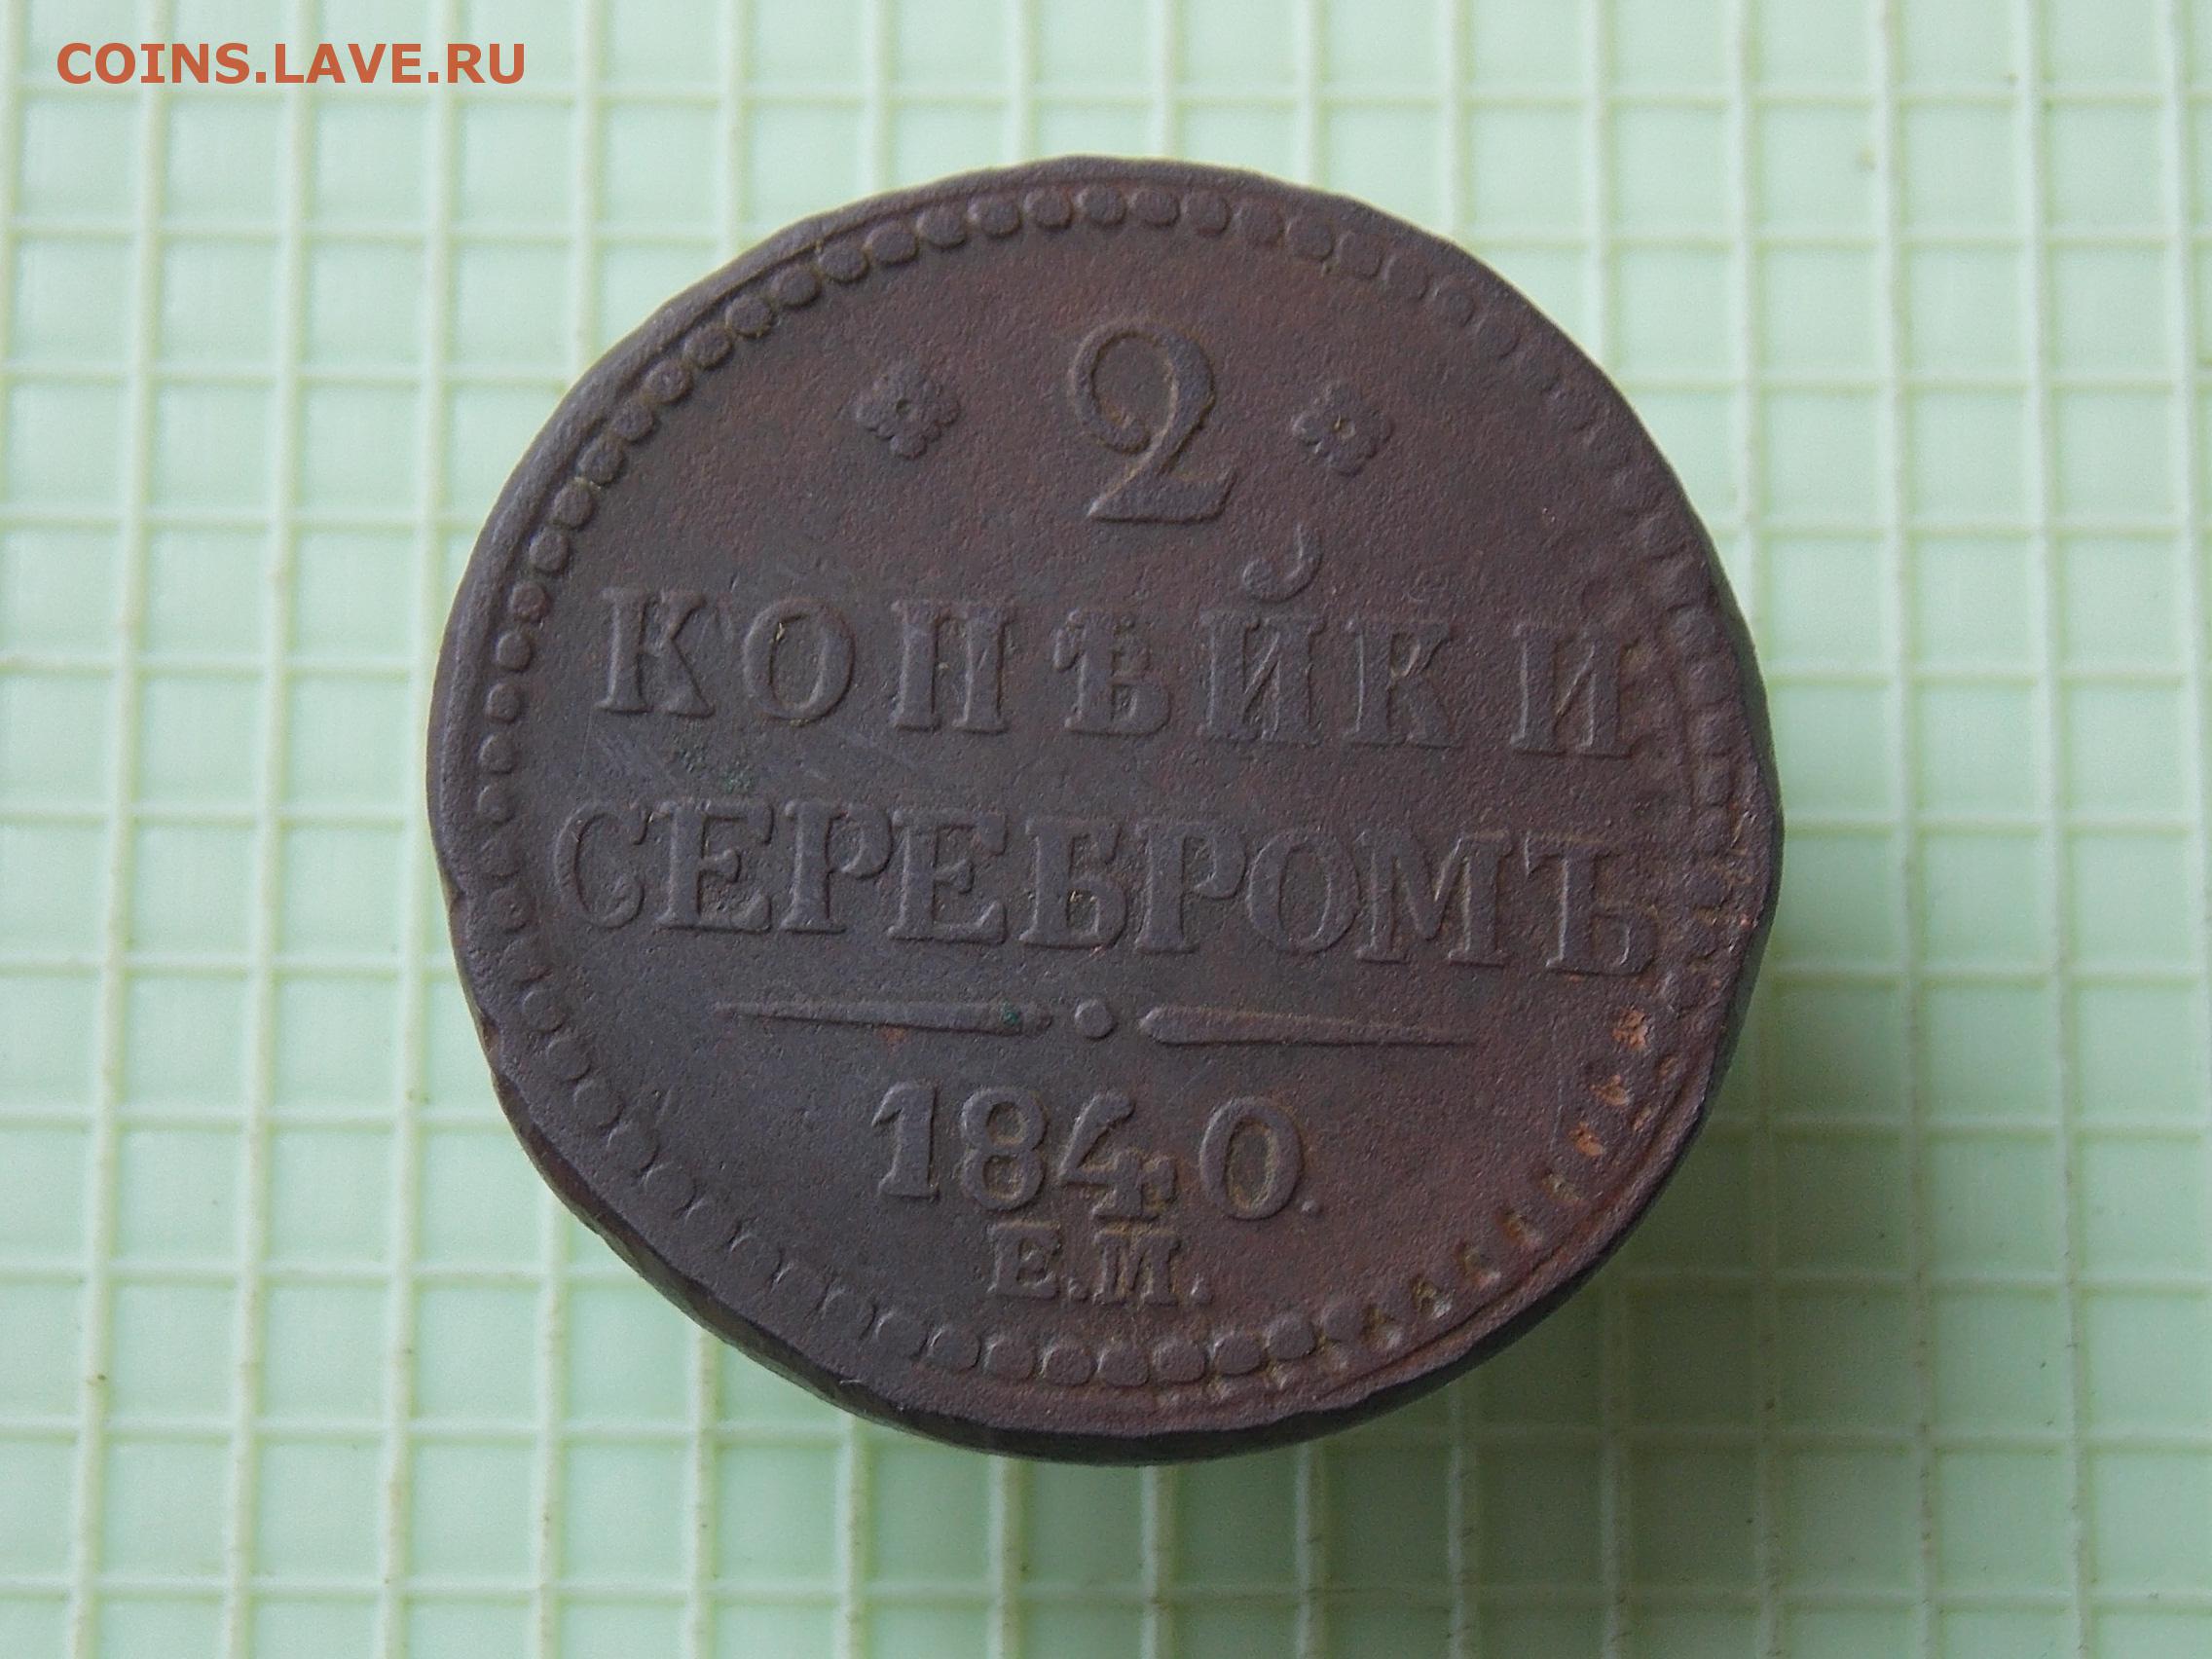 COINS.LAVE.RU
2
КОПѢЙКИ
СЕРЕБРОМЪ
1840.
Е.М.